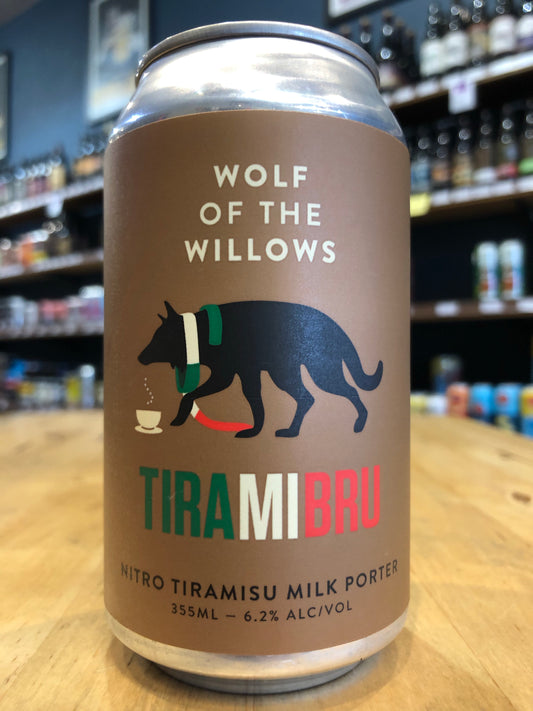 WOLF
OF THE
WILLOWS
TIRAMIBRU
NITRO TIRAMISU MILK PORTER
355ML — 6.2% ALC/VOL